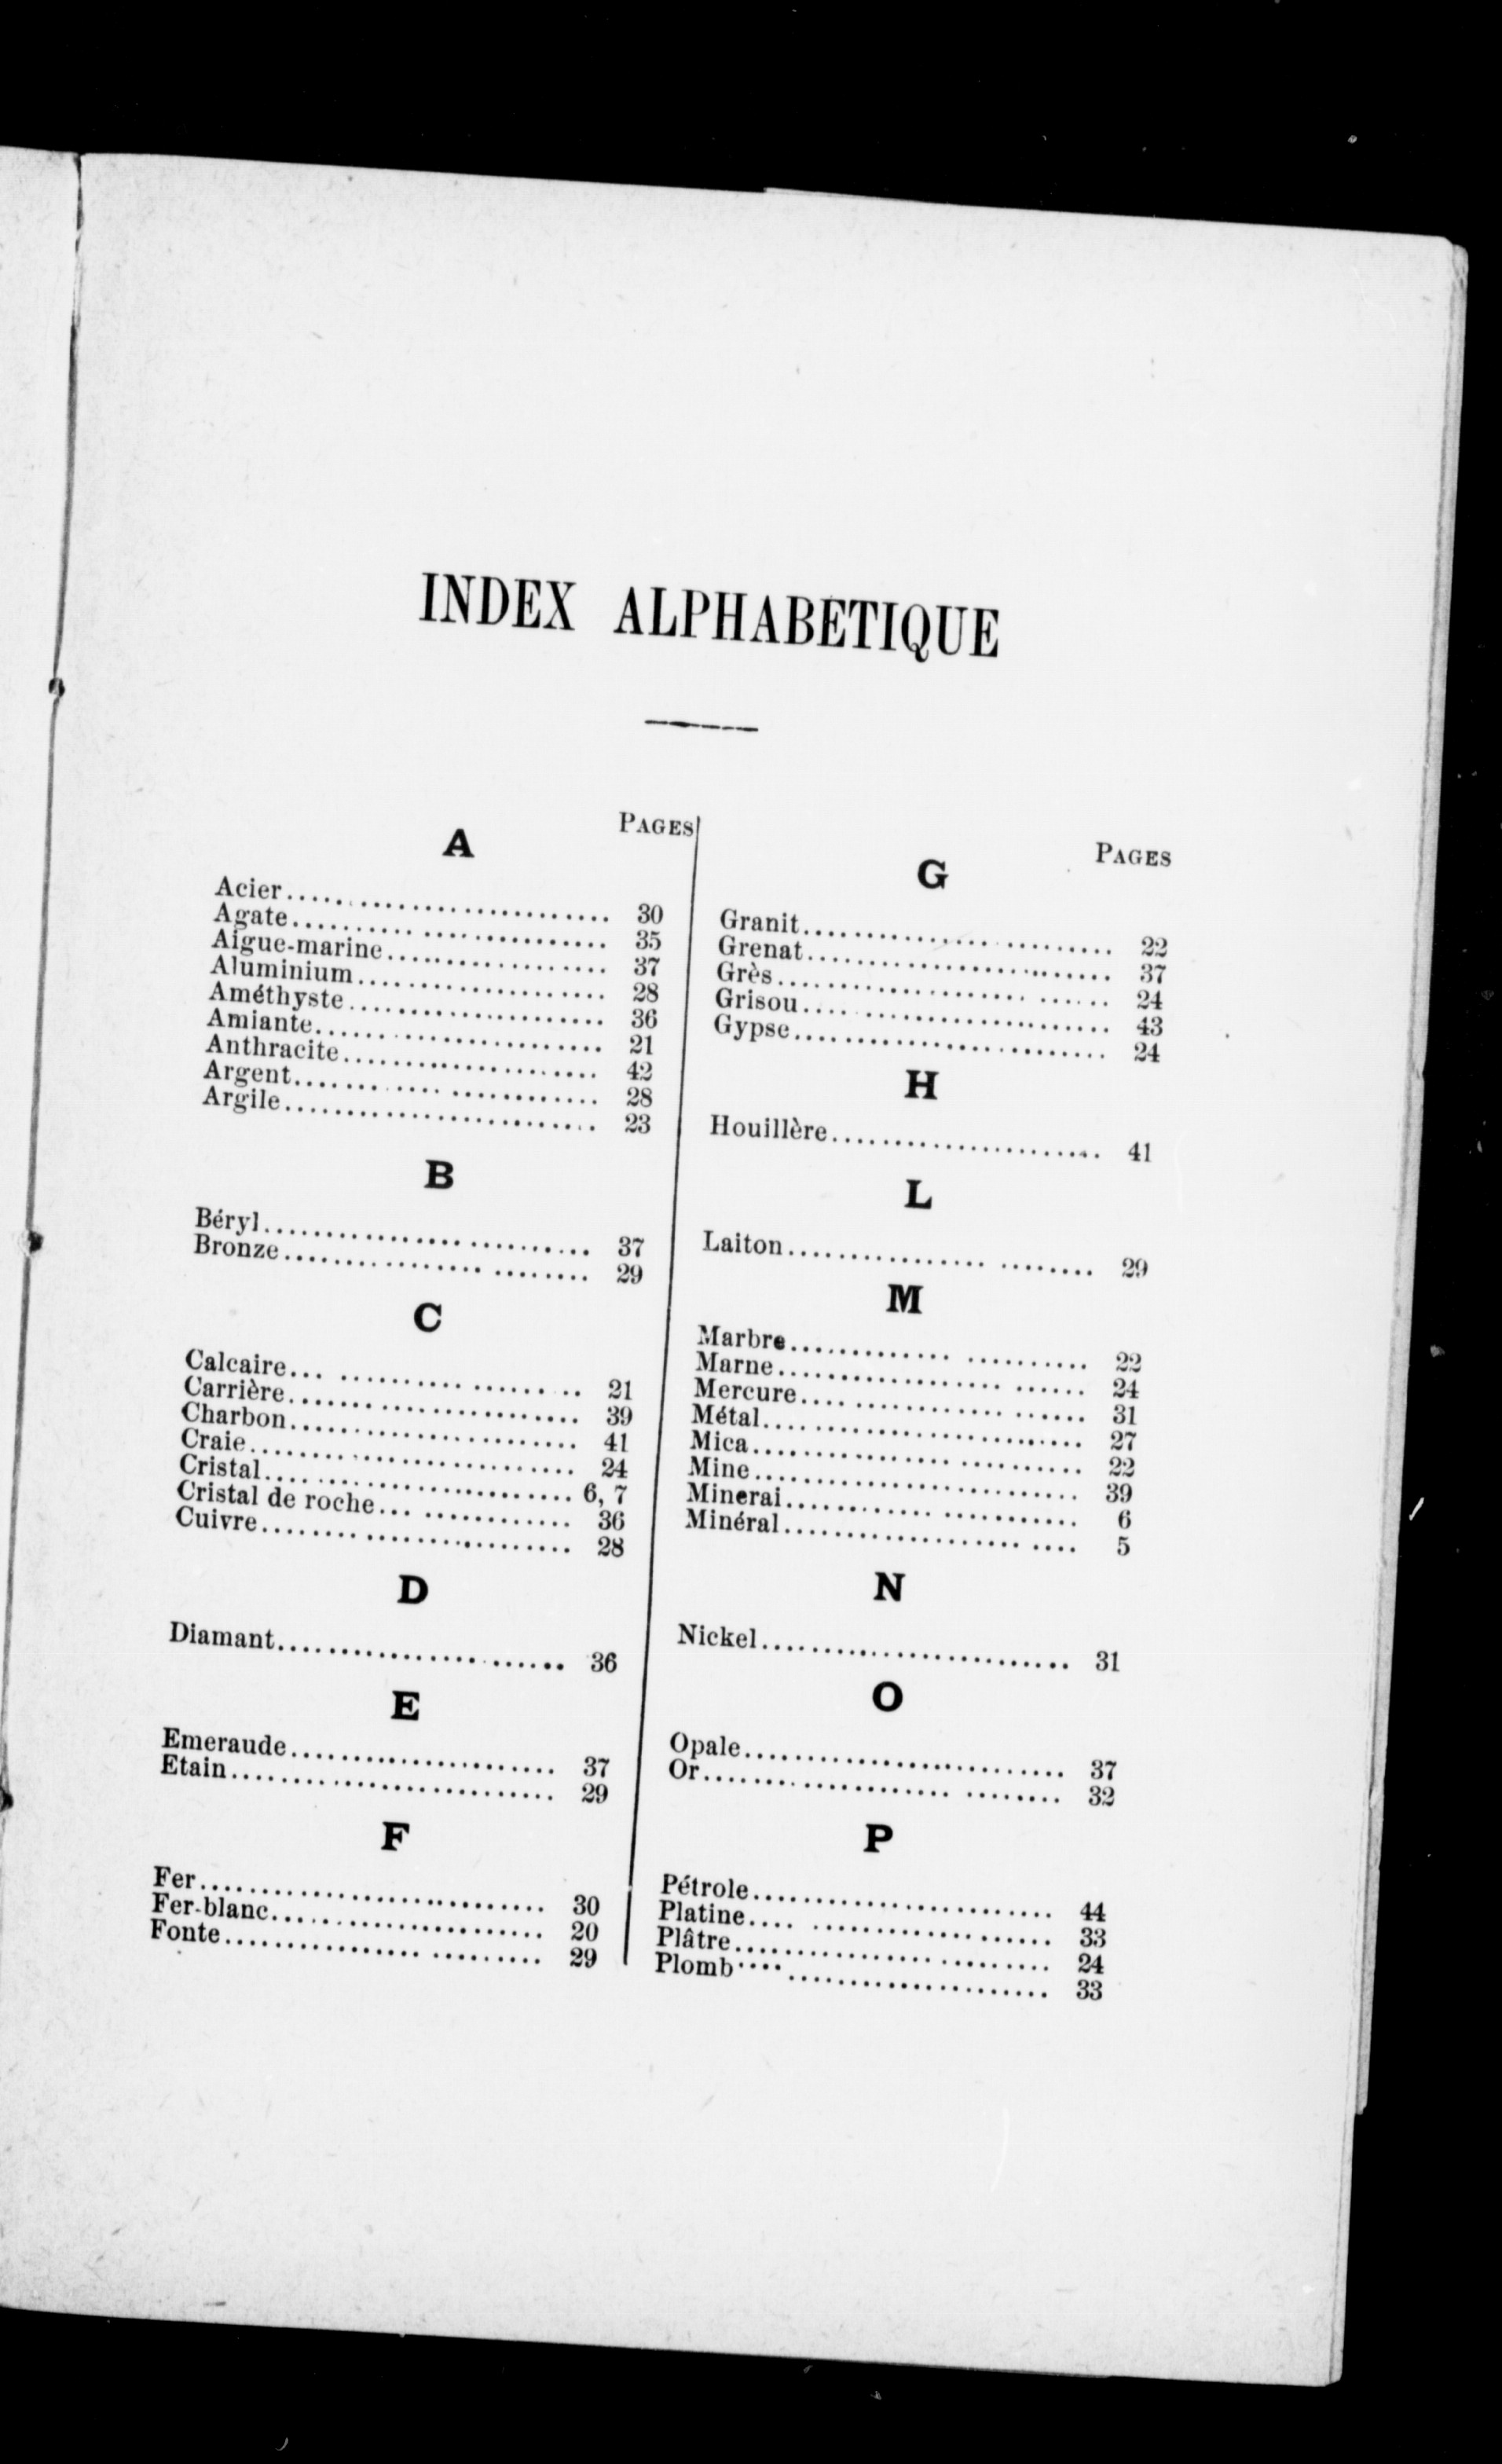 INDEX ALPHABÉTIQUE
PAGES
A
Acier.............................. 30
Agate.............................. 35
Aigue-marine.................. 37
Aluminium..................... 28
Améthyste..................... 36
Amiante........................ 21
Anthracite..................... 42
Argent........................... 28
Argile........................... 23
B
Béryl.............................. 37
Bronze........................... 29
C
Calcaire........................ 21
Carrière........................ 39
Charbon........................ 41
Craie.............................. 24
Cristal........................... 6, 7
Cristal de roche............... 36
Cuivre........................... 28
D
Diamant........................ 36
E
Emeraude..................... 37
Etain.............................. 29
F
Fer................................. 30
Fer-blanc........................ 20
Fonte.............................. 29
PAGES
G
Granit........................... 22
Grenat........................... 37
Grès.............................. 24
Grisou........................... 43
Gypse........................... 24
H
Houillère........................ 41
L
Laiton........................... 29
M
Marbre........................... 22
Marne........................... 24
Mercure........................ 31
Métal.............................. 27
Mica.............................. 22
Mine.............................. 39
Minerai........................... 6
Minéral........................... 5
N
Nickel........................... 31
O
Opale.............................. 37
Or................................. 32
P
Pétrole........................... 44
Platine........................... 33
Plâtre........................... 24
Plomb........................... 33